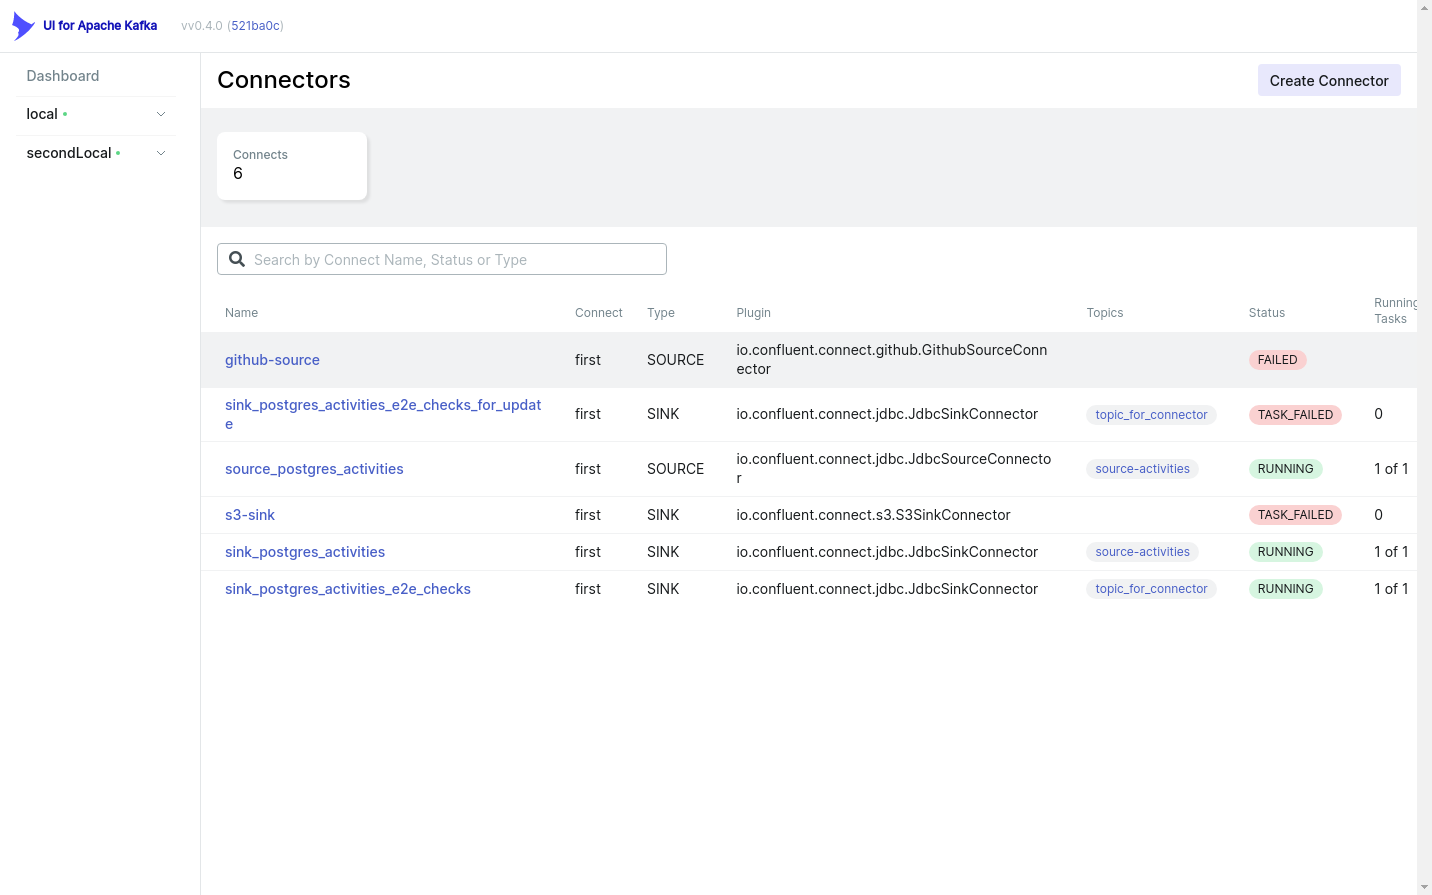 UI for Apache Kafka vv0.4.0 (521ba0c)
Dashboard
local
secondLocal
Connectors
Create Connector
Connects
6
Search by Connect Name, Status or Type
Name Connect Type Plugin Topics Status Running
Tasks
github-source first SOURCE io.confluent.connect.github.GithubSourceConn
ector FAILED
sink_postgres_activities_e2e_checks_for_updat
e first SINK io.confluent.connect.jdbc.JdbcSinkConnector topic_for_connector TASK_FAILED 0
source_postgres_activities first SOURCE io.confluent.connect.jdbc.JdbcSourceConnecto
r source-activities RUNNING 1 of 1
s3-sink first SINK io.confluent.connect.s3.S3SinkConnector TASK_FAILED 0
sink_postgres_activities first SINK io.confluent.connect.jdbc.JdbcSinkConnector source-activities RUNNING 1 of 1
sink_postgres_activities_e2e_checks first SINK io.confluent.connect.jdbc.JdbcSinkConnector topic_for_connector RUNNING 1 of 1